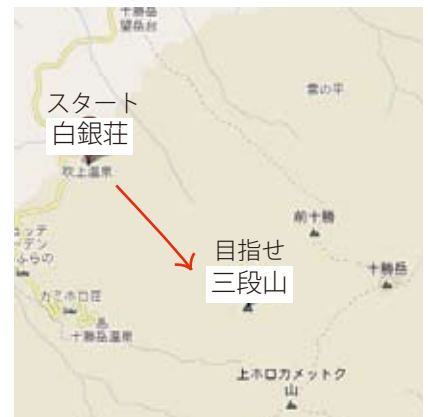 十勝岳
望岳台
雲の平
スタート
白銀荘
吹上温泉
前十勝
目指せ
三段山
十勝岳
カミホロ荘
十勝岳温泉
上ホロカメットク
山